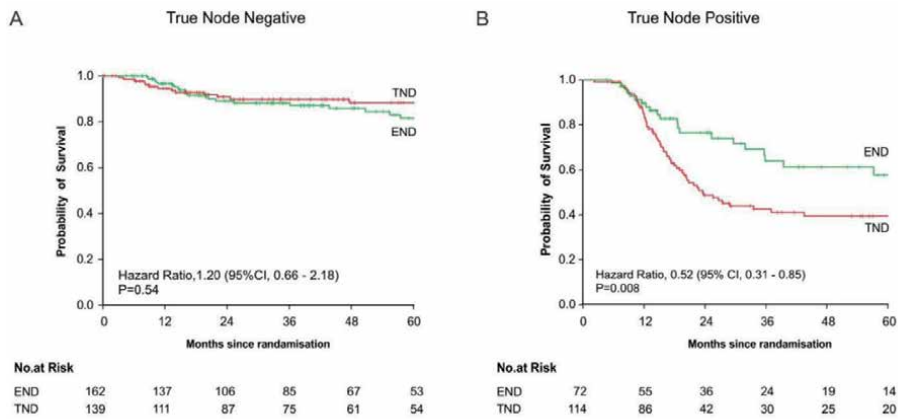 A
True Node Negative
1.0
0.8
0.6
0.4
0.2
0.0
Probability of Survival
TND
END
Hazard Ratio,1.20 (95%CI, 0.66 - 2.18)
P=0.54
0 12 24 36 48 60
Months since randomisation
No.at Risk
END 162 137 106 85 67 53
TND 139 111 87 75 61 54
B
True Node Positive
1.0
0.8
0.6
0.4
0.2
0.0
Probability of Survival
END
TND
Hazard Ratio, 0.52 (95% CI, 0.31 - 0.85)
P=0.008
0 12 24 36 48 60
Months since randomisation
No.at Risk
END 72 55 36 24 19 14
TND 114 86 42 30 25 20